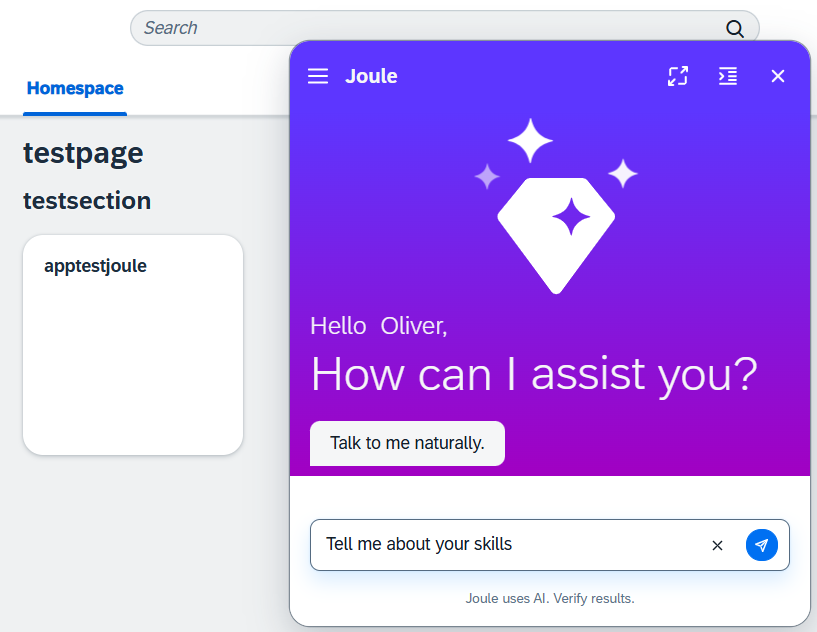 Search
Homespace
testpage
testsection
apptestjoule
Joule
Hello Oliver,
How can I assist you?
Talk to me naturally.
Tell me about your skills
Joule uses AI. Verify results.